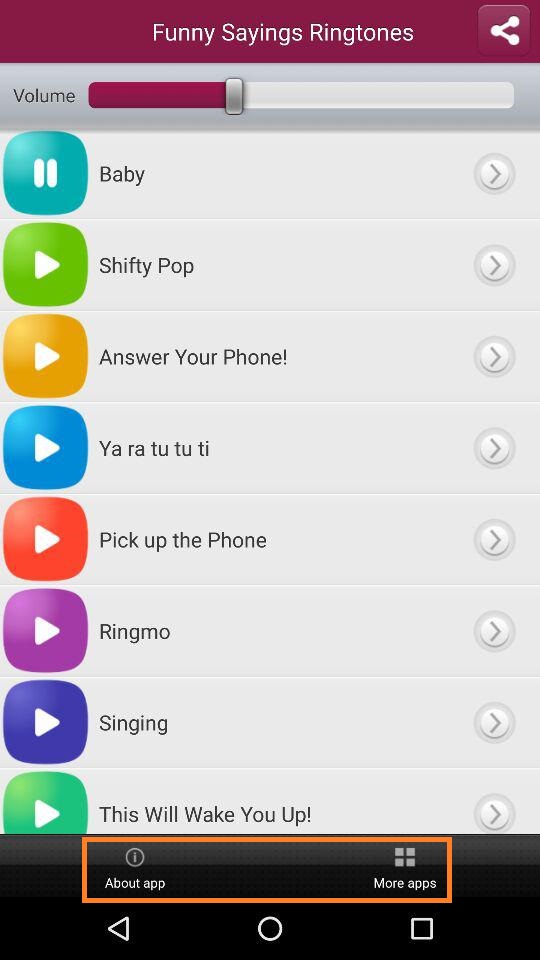 Funny Sayings Ringtones
Volume
Baby
Shifty Pop
Answer Your Phone!
Ya ra tu tu ti
Pick up the Phone
Ringmo
Singing
This Will Wake You Up!
About app
More apps